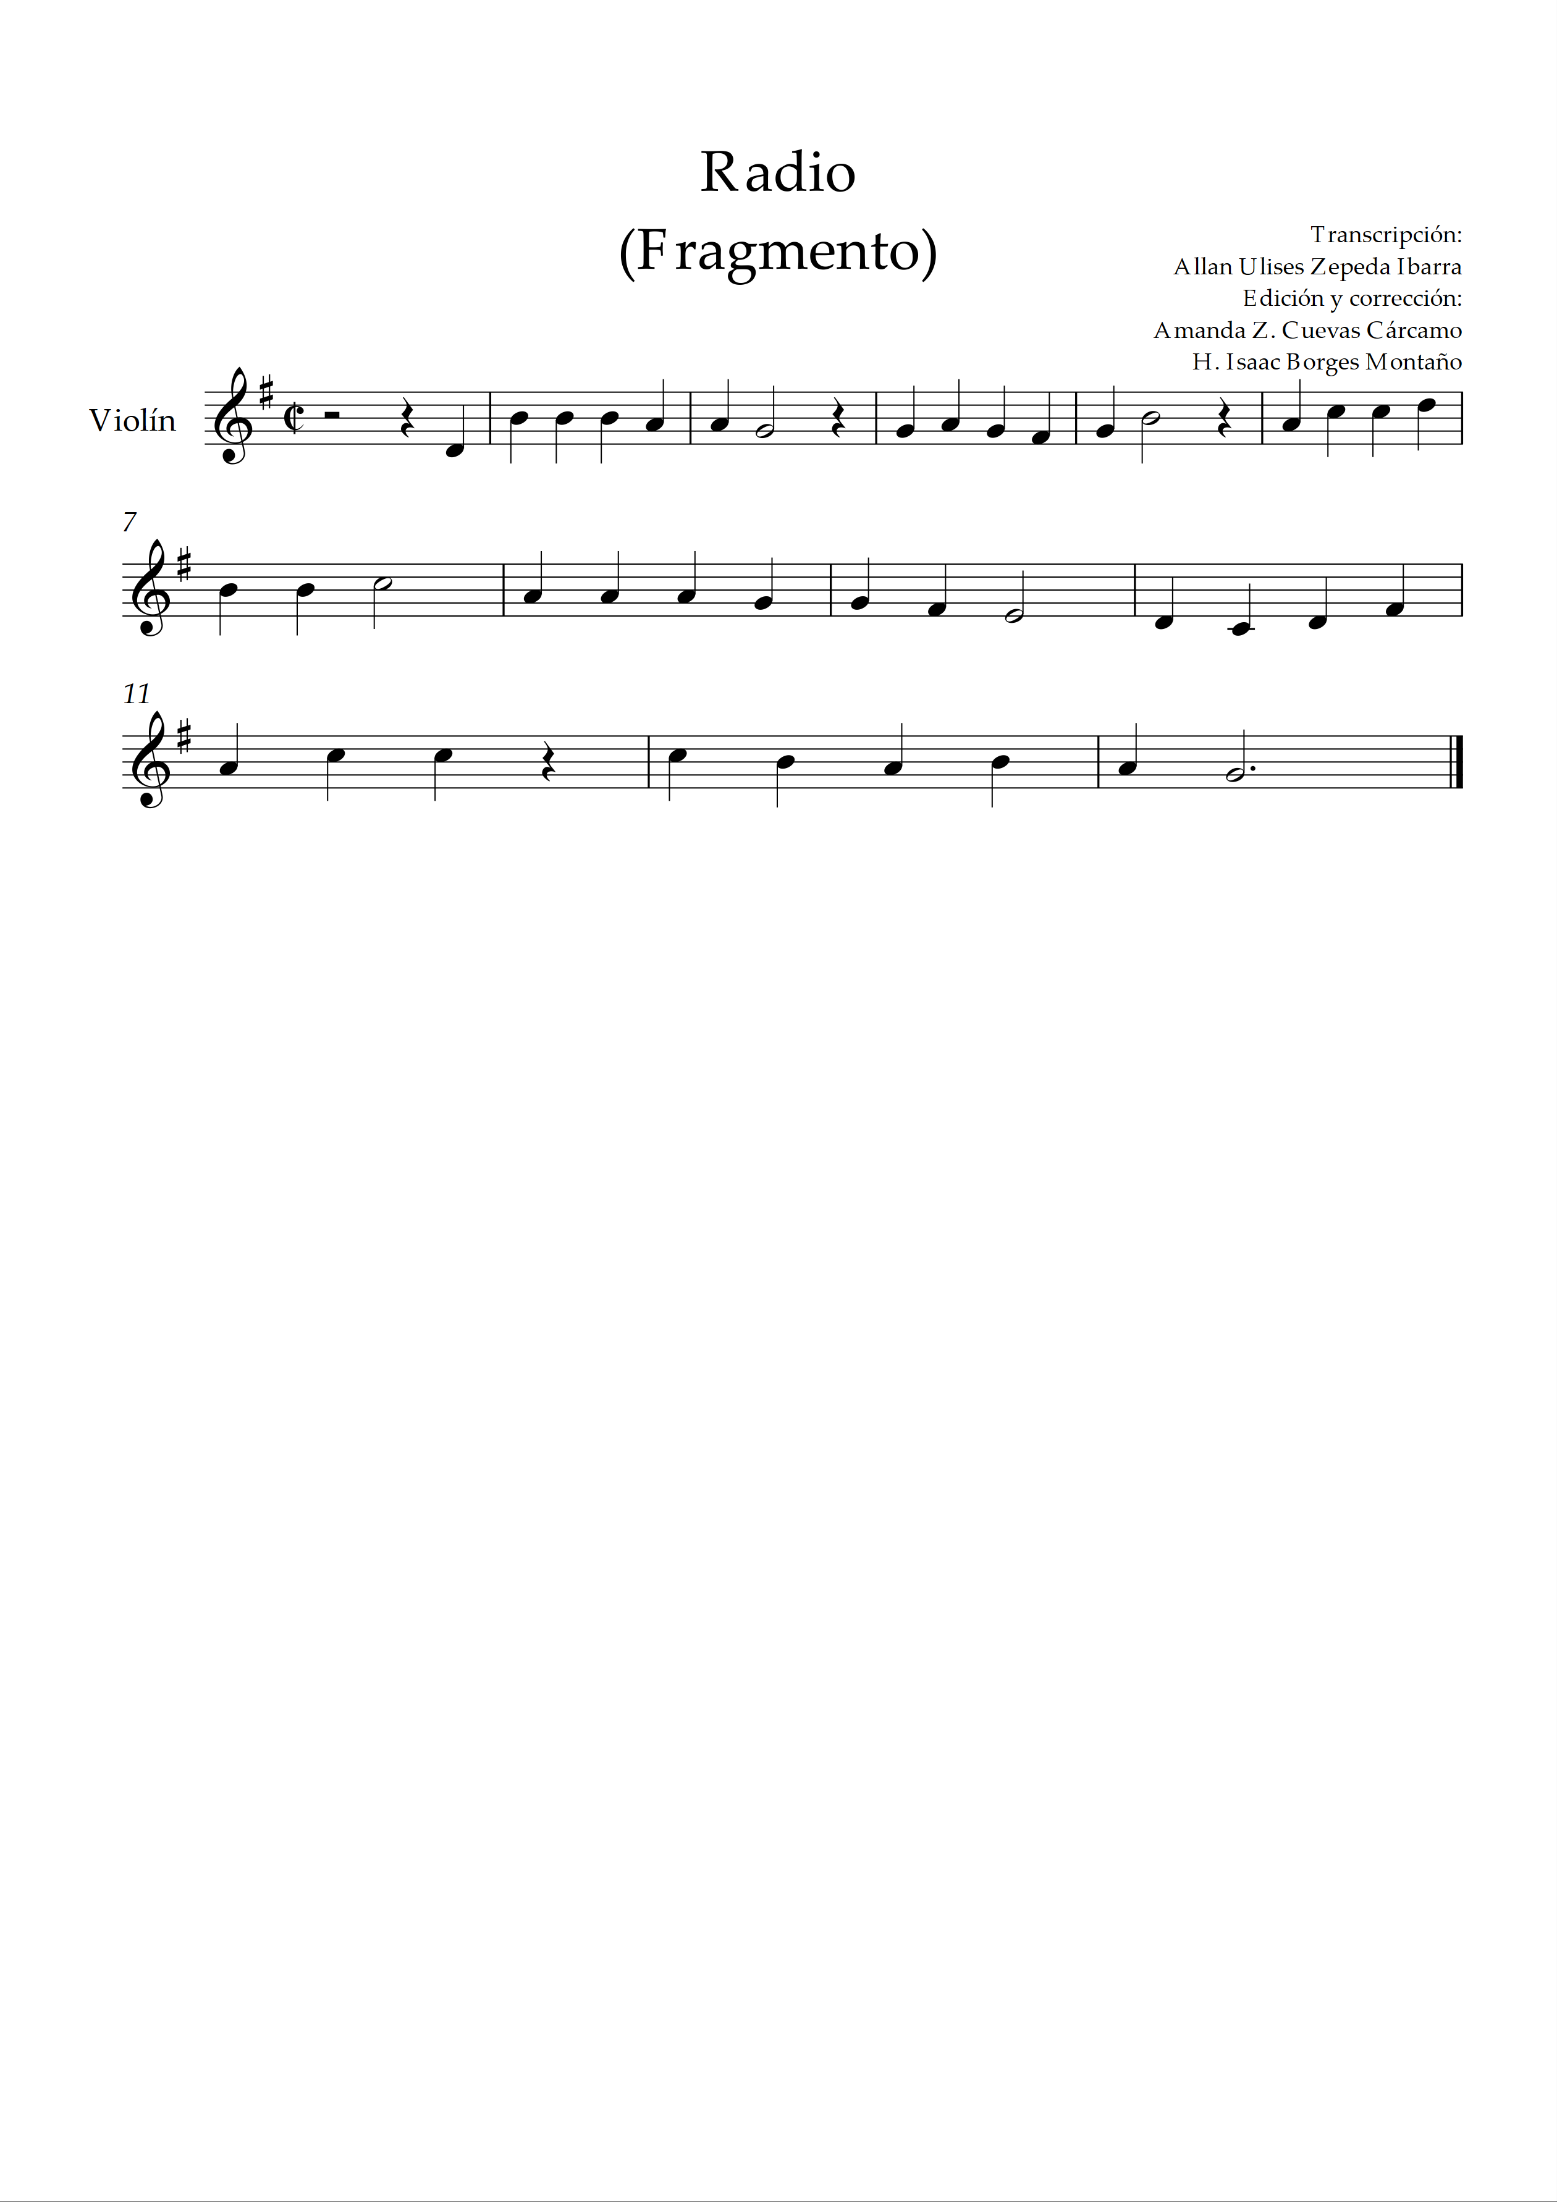 Radio
(Fragmento)
Transcripción:
Allan Ulises Zepeda Ibarra
Edición y corrección:
Amanda Z. Cuevas Cárcamo
H. Isaac Borges Montaño
Violín
7
11